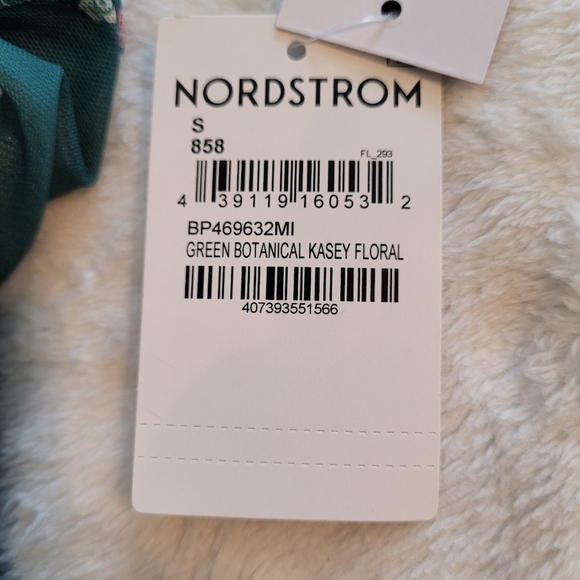 NORDSTROM
S
858
FL_293
4 39119 16053 2
BP469632MI
GREEN BOTANICAL KASEY FLORAL
407393551566